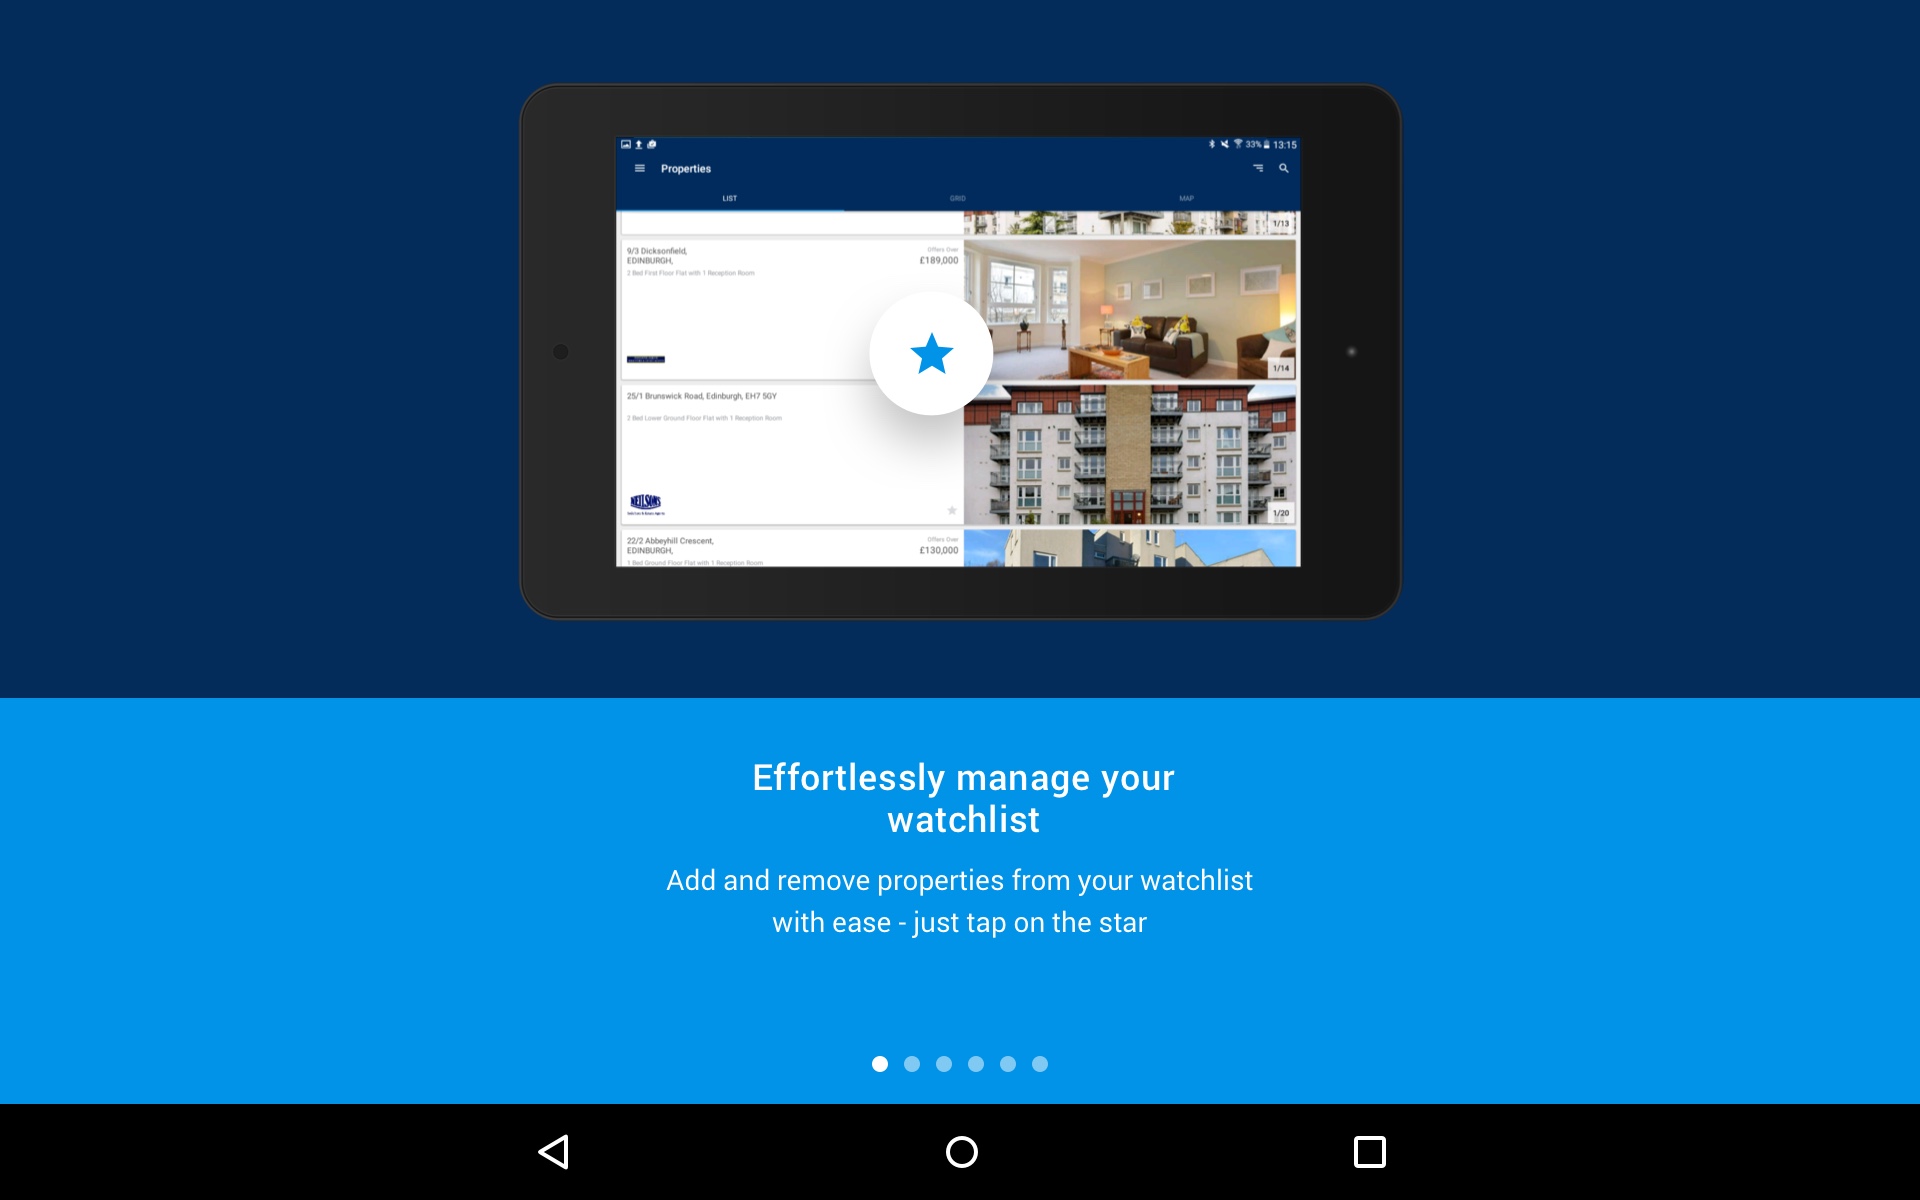 33% 13:15
Properties
LIST
GRID
MAP
1/13
9/3 Dicksonfield,
EDINBURGH,
Offers Over
£189,000
2 Bed First Floor Flat with 1 Reception Room
1/14
25/1 Brunswick Road, Edinburgh, EH7 5GY
2 Bed Lower Ground Floor Flat with 1 Reception Room
NEILSONS
1/20
22/2 Abbeyhill Crescent,
EDINBURGH,
Offers Over
£130,000
1 Bed Ground Floor Flat with 1 Reception Room
Effortlessly manage your
watchlist
Add and remove properties from your watchlist
with ease - just tap on the star